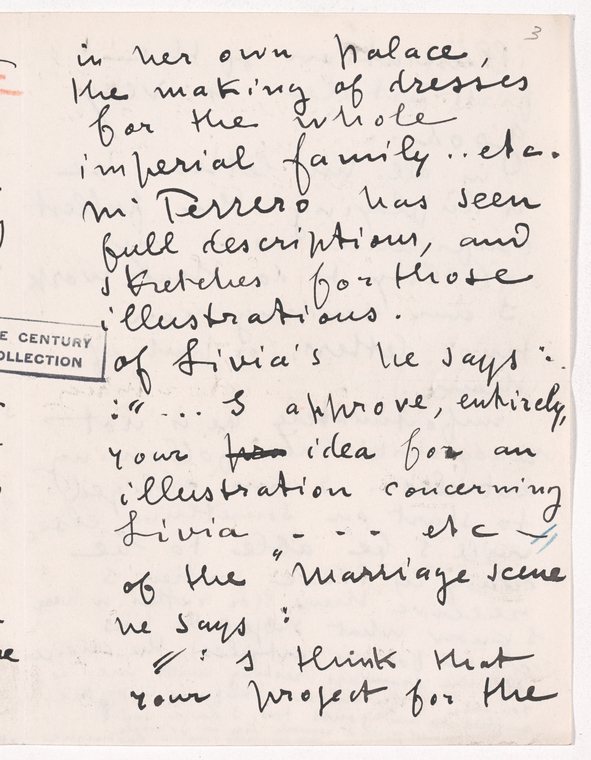 3
in her own palace,
the making of dresses
for the whole
imperial family .. etc.
Mr Ferrero has seen
full descriptions, and
sketches for those
illustrations.
E CENTURY
OLLECTION
of Livia's he says :
:" ... I approve, entirely,
your idea for an
illustration concerning
Livia - - - etc "
of the "Marriage scene
he says :
" : I think that
your project for the